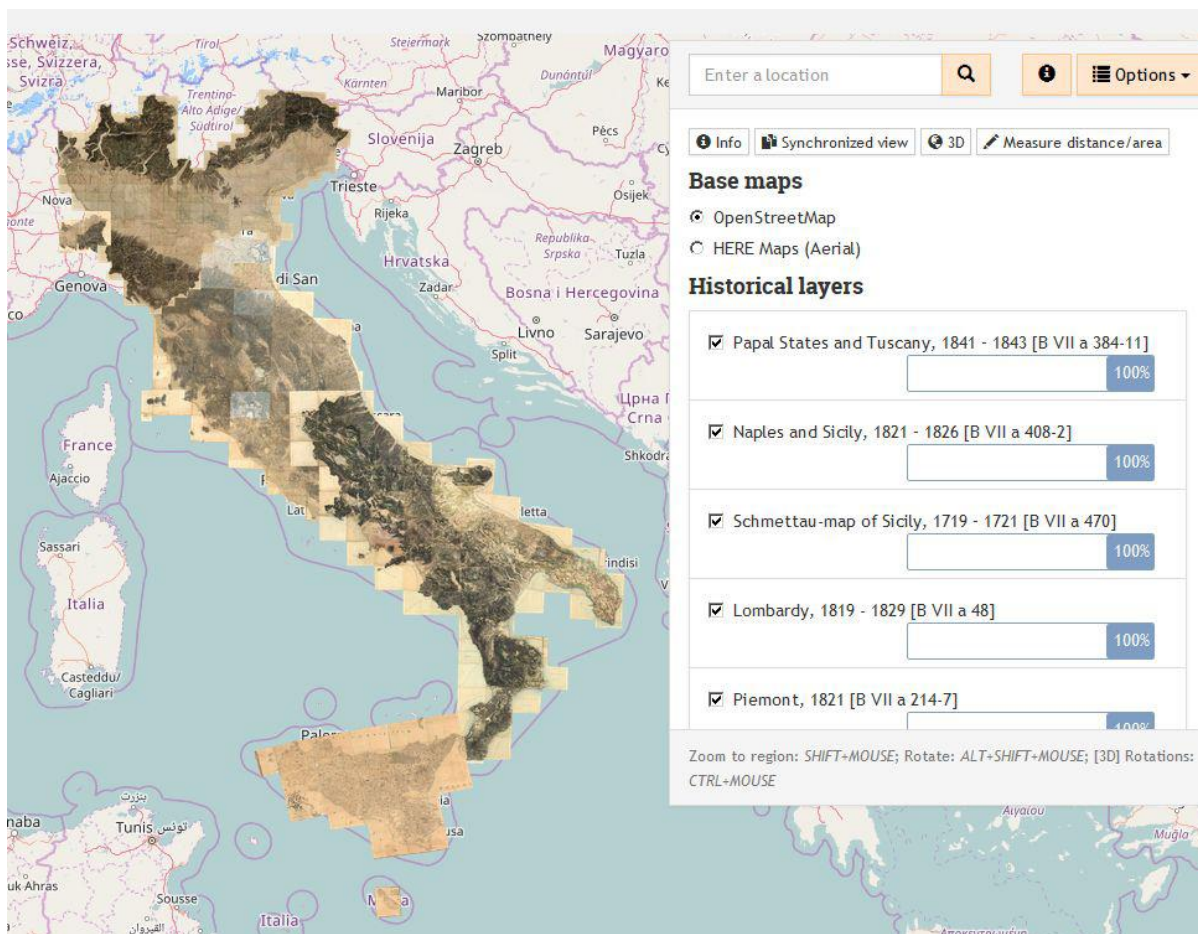 Schweiz,
Tirol
Steiermark
Szombathely
Magyaro
sse, Svizzera,
Svizra
Trentino-
Alto Adige/
Südtirol
Kärnten
Maribor
Dunántúl
Slovenija
Zagreb
Pécs
Nova
Trieste
Rijeka
Osijek
Hrvatska
Republika
Srpska
Tuzla
Genova
di San
Zadar
Bosna i Hercegovina
Livno
Sarajevo
Split
Црна
Crna
France
Ajaccio
Shkodra
Lat
letta
Sassari
rindisi
Italia
Casteddu/
Cagliari
Paler
بنزرت
naba
Tunis تونس
usa
uk Ahras
Sousse
القيروان
Italia
Muğla
Enter a location
Options
Info
Synchronized view
3D
Measure distance/area
Base maps
OpenStreetMap
HERE Maps (Aerial)
Historical layers
Papal States and Tuscany, 1841 - 1843 [B VII a 384-11]
100%
Naples and Sicily, 1821 - 1826 [B VII a 408-2]
100%
Schmettau-map of Sicily, 1719 - 1721 [B VII a 470]
100%
Lombardy, 1819 - 1829 [B VII a 48]
100%
Piemont, 1821 [B VII a 214-7]
100%
Zoom to region: SHIFT+MOUSE; Rotate: ALT+SHIFT+MOUSE; [3D] Rotations:
CTRL+MOUSE